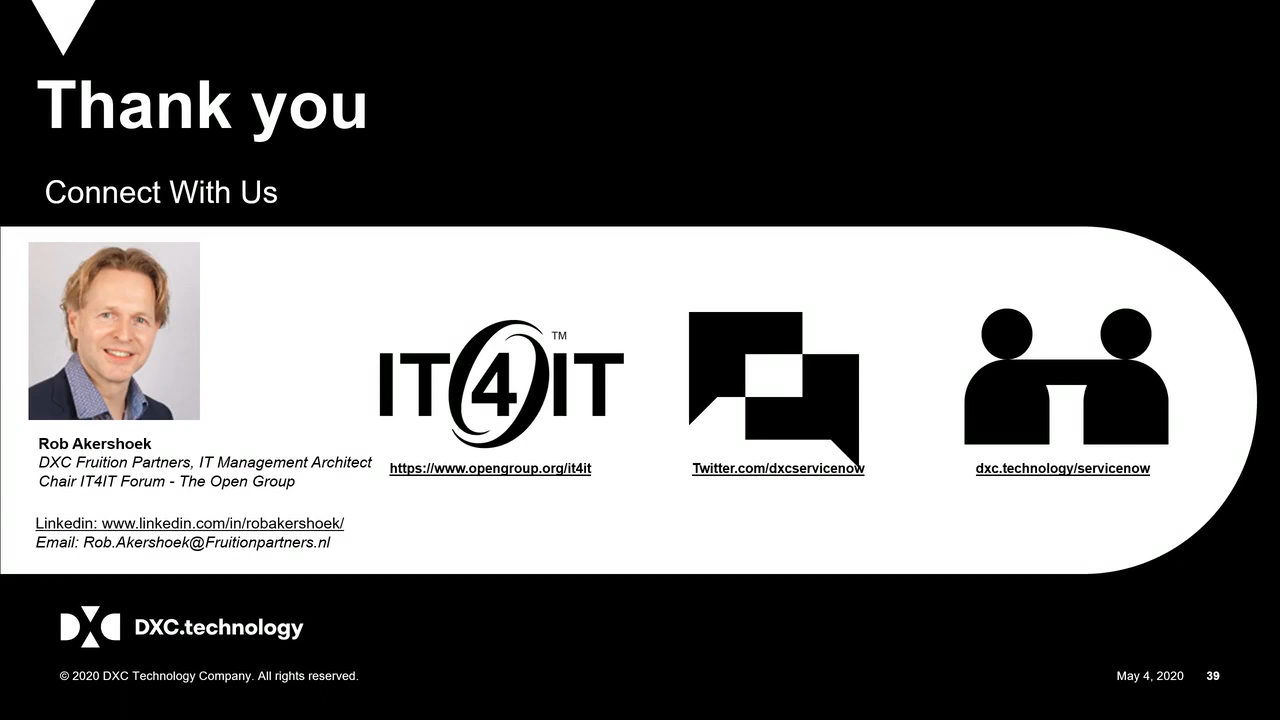 Thank you
Connect With Us
IT4IT™
Rob Akershoek
DXC Fruition Partners, IT Management Architect
Chair IT4IT Forum - The Open Group
https://www.opengroup.org/it4it
Twitter.com/dxcservicenow
dxc.technology/servicenow
Linkedin: www.linkedin.com/in/robakershoek/
Email: Rob.Akershoek@Fruitionpartners.nl
DXC.technology
© 2020 DXC Technology Company. All rights reserved.
May 4, 2020 39